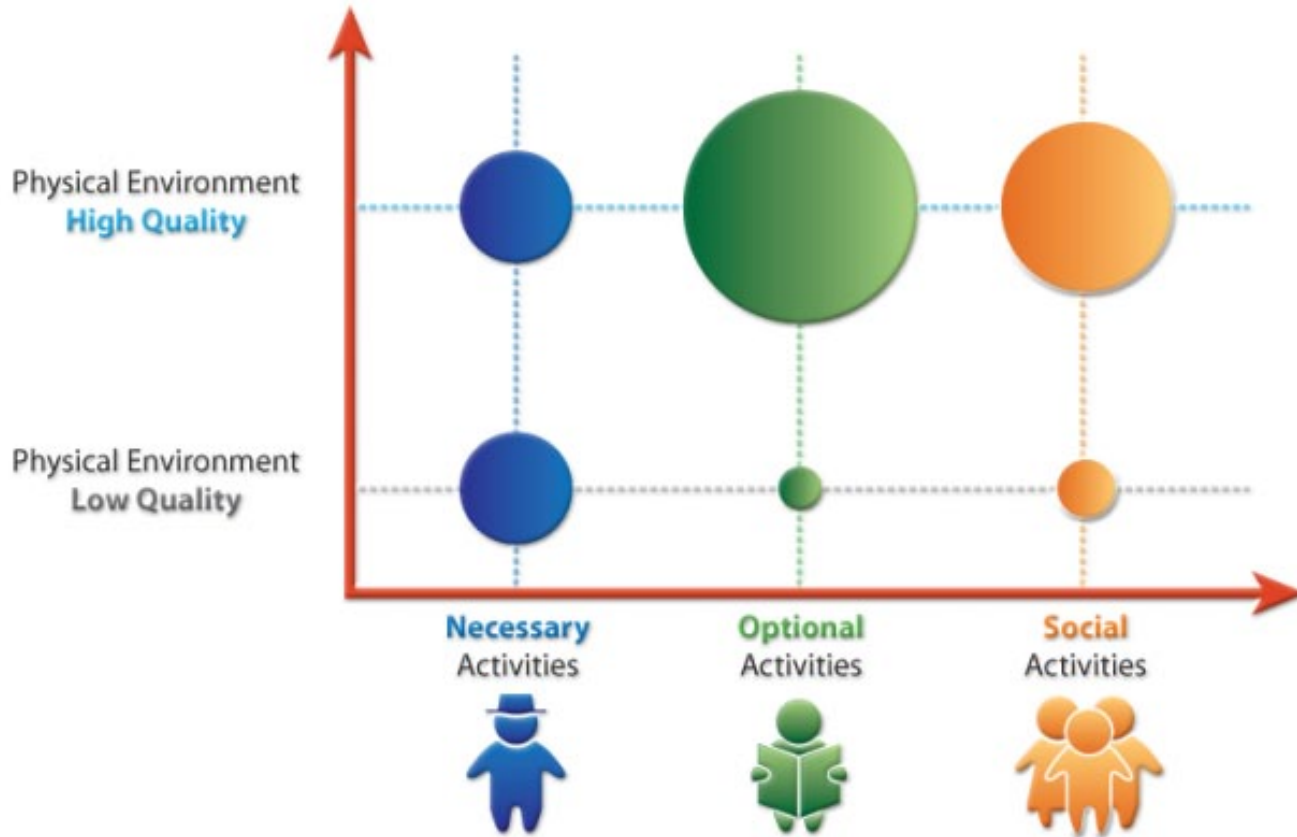 Physical Environment
High Quality
Physical Environment
Low Quality
Necessary
Activities
Optional
Activities
Social
Activities